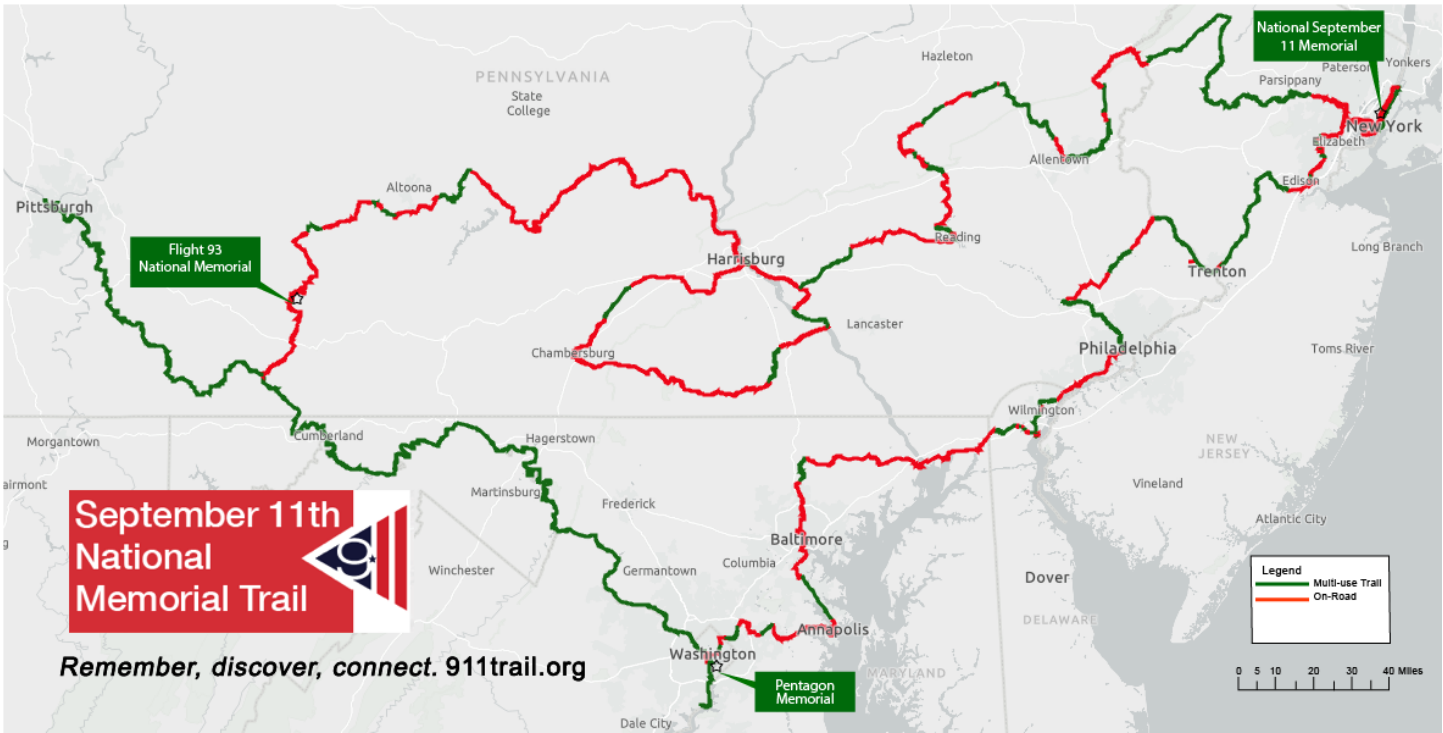 National September
11 Memorial
Hazleton
Paterson
Yonkers
PENNSYLVANIA
Parsippany
State
College
New York
Elizabeth
Allentown
Altoona
Edison
Pittsburgh
Flight 93
National Memorial
Reading
Long Branch
Harrisburg
Trenton
Lancaster
Chambersburg
Philadelphia
Toms River
Wilmington
Morgantown
Cumberland
Hagerstown
NEW
JERSEY
Fairmont
Martinsburg
Vineland
Frederick
September 11th
National
Memorial Trail
9
Atlantic City
Baltimore
Columbia
Winchester
Germantown
Dover
Legend
Multi-use Trail
On-Road
DELAWARE
Annapolis
Washington
Remember, discover, connect. 911trail.org
MARYLAND
0 5 10 20 30 40 Miles
Pentagon
Memorial
Dale City